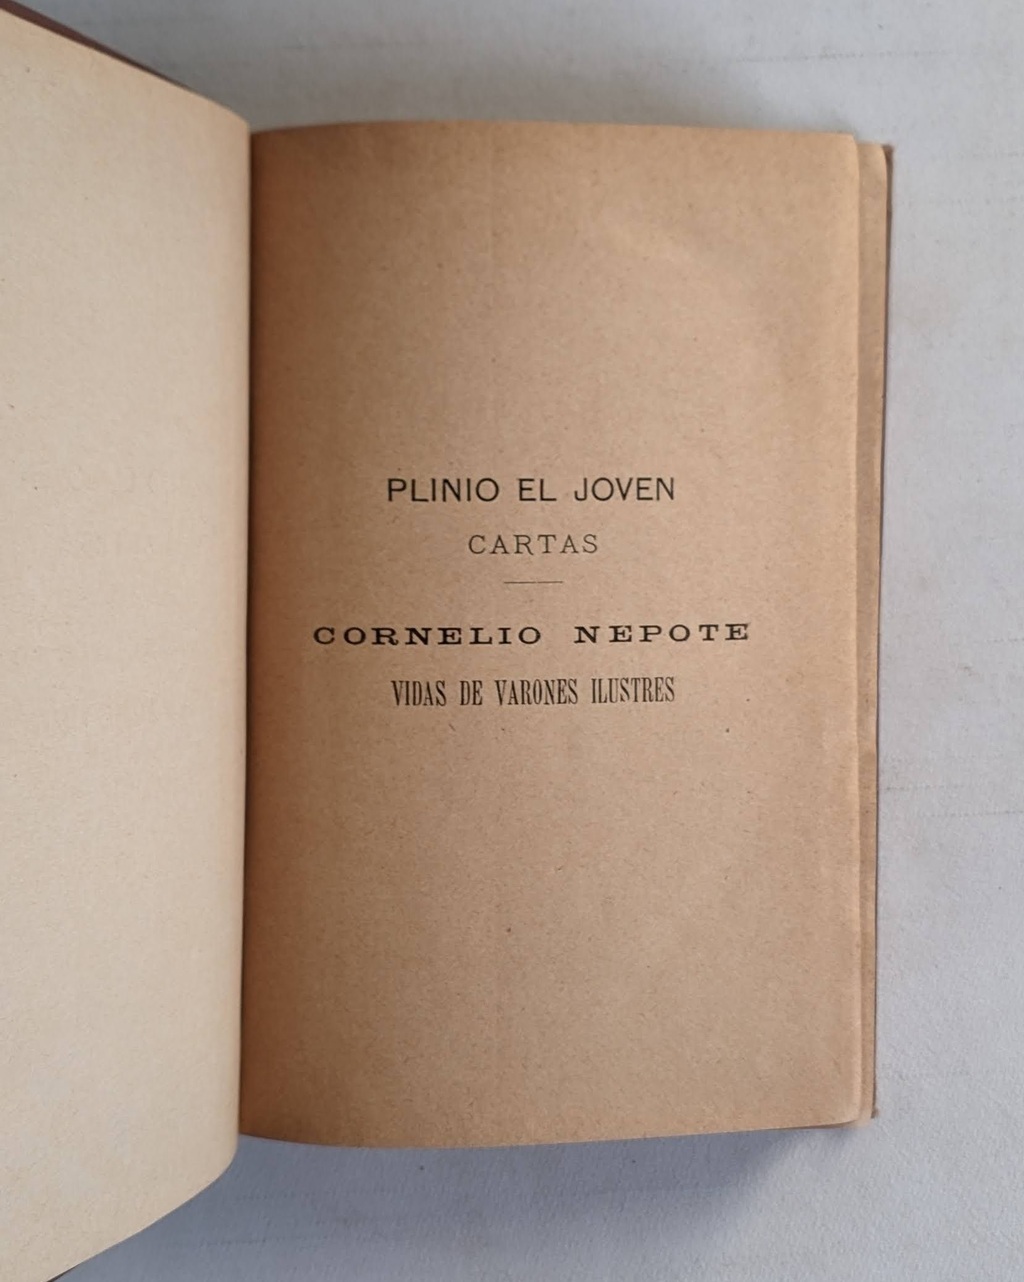 PLINIO EL JOVEN
CARTAS
CORNELIO NEPOTE
VIDAS DE VARONES ILUSTRES